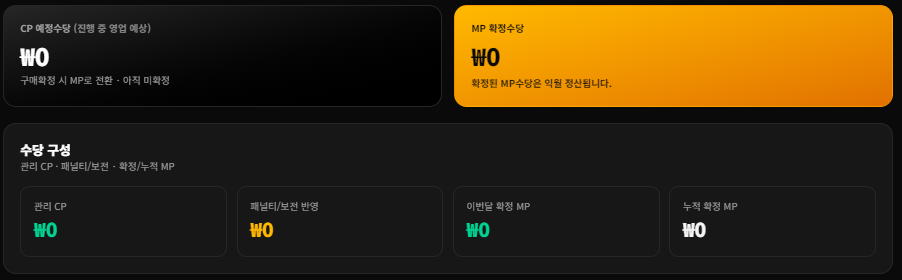 CP 예정수당 (진행 중 영업 예상)
₩0
구매확정 시 MP로 전환 · 아직 미확정
MP 확정수당
₩0
확정된 MP수당은 익월 정산됩니다.
수당 구성
관리 CP · 패널티/보전 · 확정/누적 MP
관리 CP
₩0
패널티/보전 반영
₩0
이번달 확정 MP
₩0
누적 확정 MP
₩0